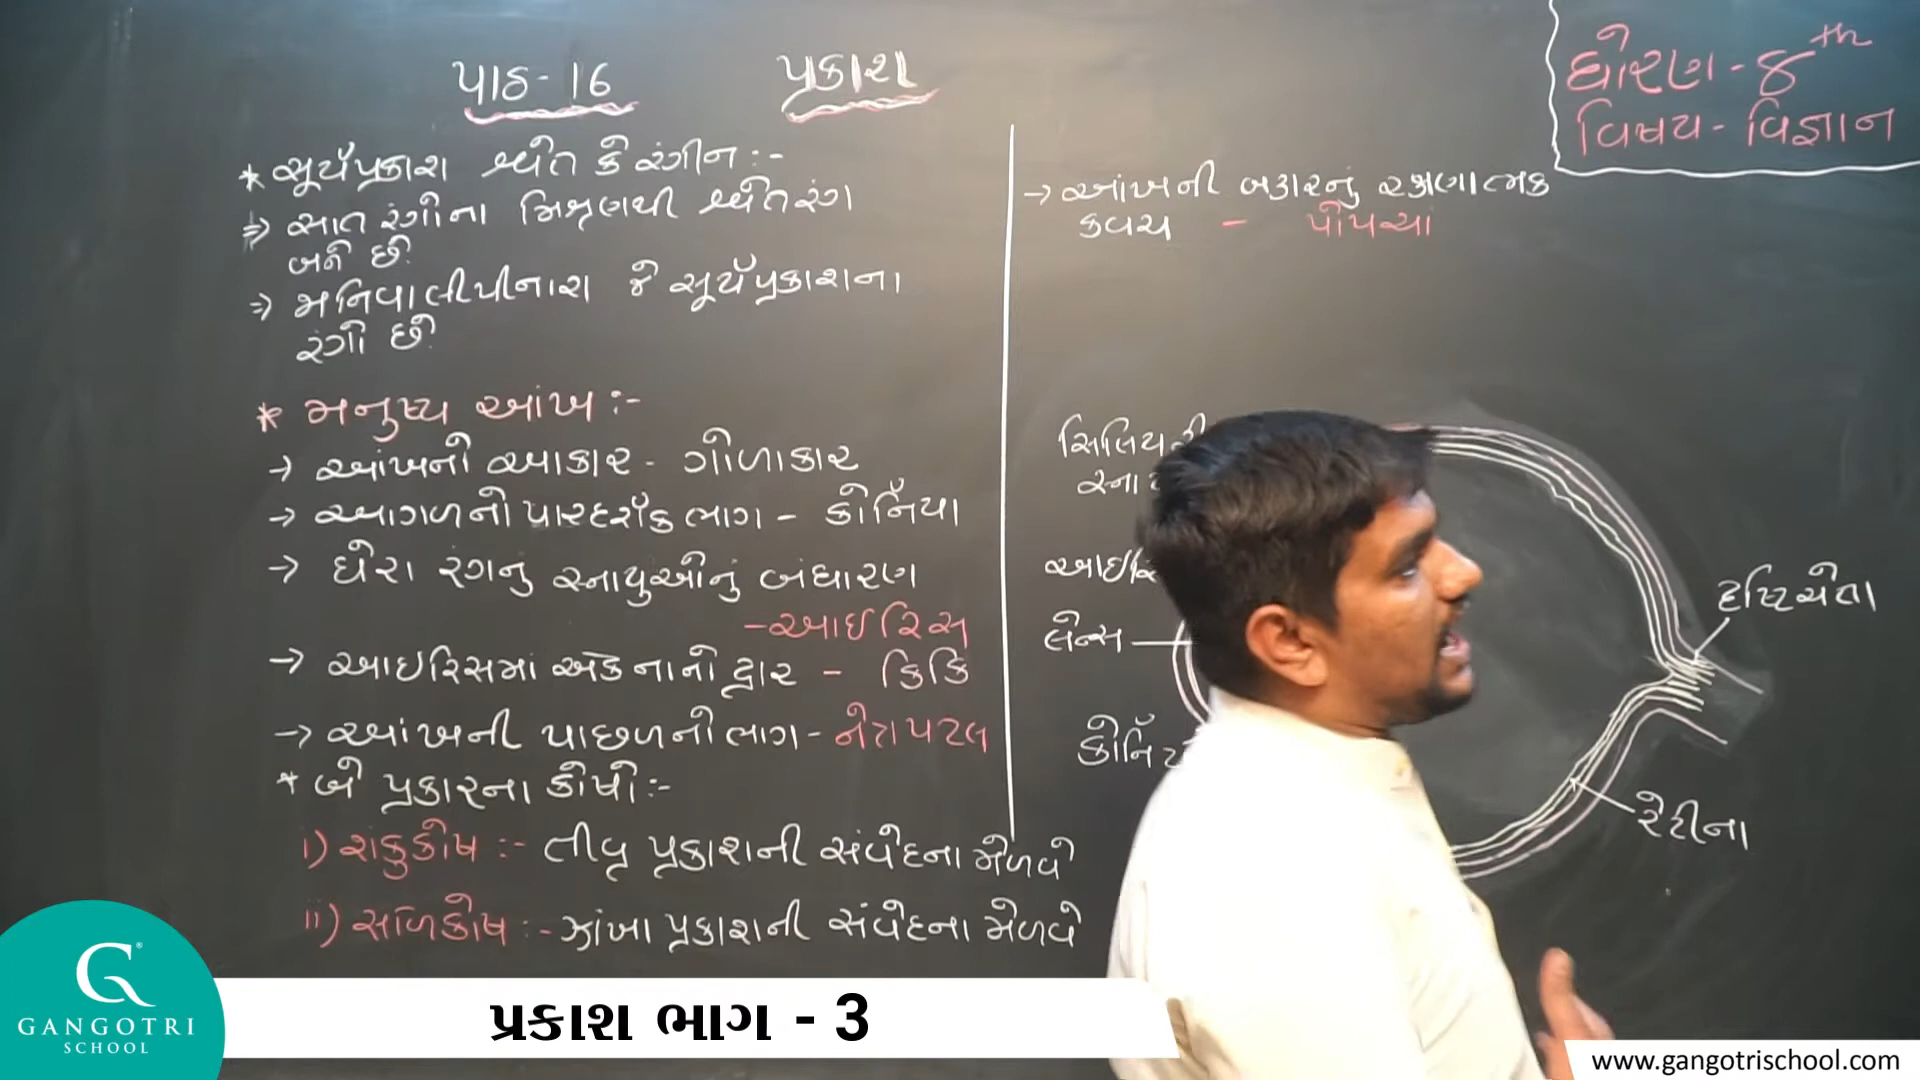 પાઠ - 16 પ્રકાશ
ધોરણ - 8th
વિષય - વિજ્ઞાન
* સૂર્યપ્રકાશ શ્વેત કે રંગીન :-
⇒ સાત રંગોના મિશ્રણથી શ્વેત રંગ
બને છે.
⇒ જાનિવાલીપીનારા જે સૂર્યપ્રકાશના
રંગો છે.
* મનુષ્ય આંખ :-
→ આંખનો આકાર - ગોળાકાર
→ આગળનો પારદર્શક ભાગ - કોર્નિયા
→ ઘેરા રંગનું સ્નાયુઓનું બંધારણ
- આઇરિસ
→ આઇરિસમાં એક નાનો દ્વાર - કિકિ
→ આંખની પાછળનો ભાગ - નેત્રપટલ
* બે પ્રકારના કોષો :-
i) શંકુકોષ :- તીવ્ર પ્રકાશની સંવેદના મેળવે
ii) સળિકોષ :- ઝાંખા પ્રકાશની સંવેદના મેળવે
→ આંખની બહારનું રક્ષણાત્મક
કવચ - પોપચા
સિલિયરી
સ્ના
આઇરિ
લેન્સ
કોર્નિ
દ્રષ્ટિચેતા
રેટીના
GANGOTRI
SCHOOL
પ્રકાશ ભાગ - 3
www.gangotrischool.com